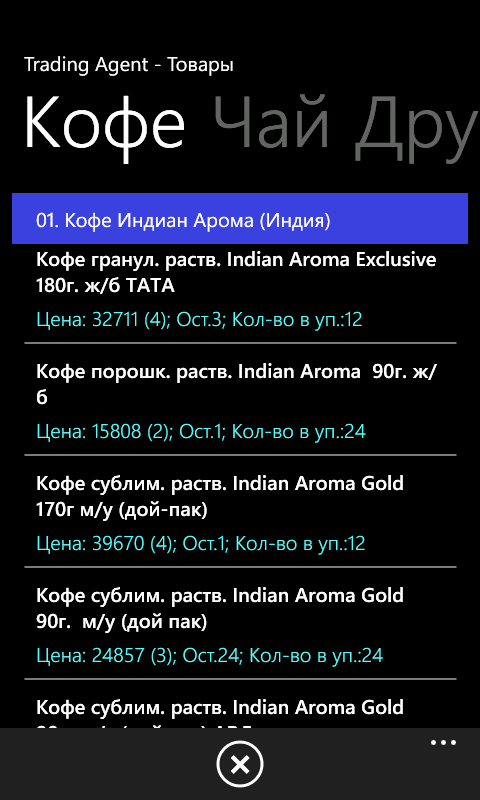 Trading Agent - Товары
Кофе Чай Дру
01. Кофе Индиан Арома (Индия)
Кофе гранул. раств. Indian Aroma Exclusive
180г. ж/б ТАТА
Цена: 32711 (4); Ост.3; Кол-во в уп.:12
Кофе порошк. раств. Indian Aroma  90г. ж/
б
Цена: 15808 (2); Ост.1; Кол-во в уп.:24
Кофе сублим. раств. Indian Aroma Gold
170г м/у (дой-пак)
Цена: 39670 (4); Ост.1; Кол-во в уп.:12
Кофе сублим. раств. Indian Aroma Gold
90г.  м/у (дой пак)
Цена: 24857 (3); Ост.24; Кол-во в уп.:24
Кофе сублим. раств. Indian Aroma Gold